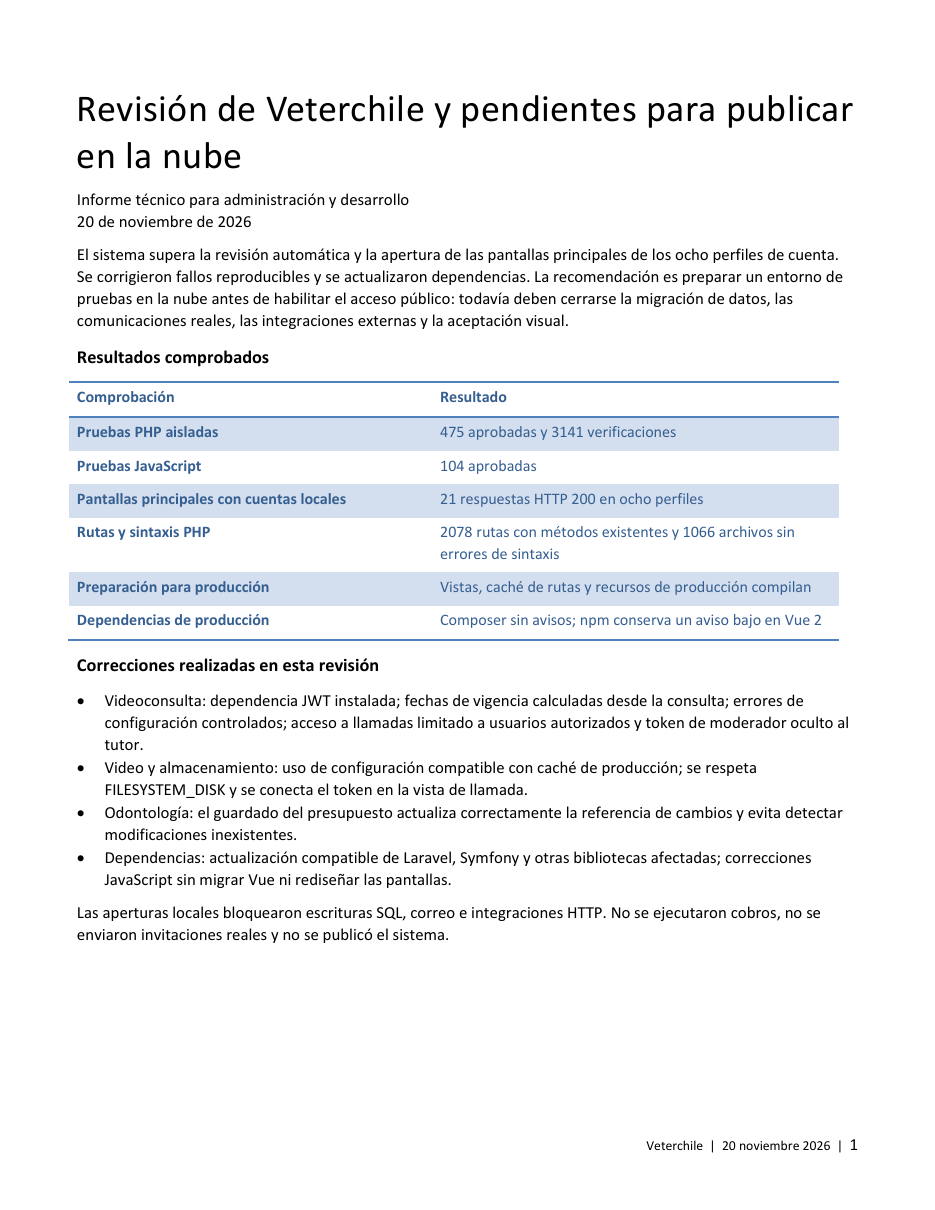 Revisión de Veterchile y pendientes para publicar
en la nube
Informe técnico para administración y desarrollo
20 de noviembre de 2026
El sistema supera la revisión automática y la apertura de las pantallas principales de los ocho perfiles de cuenta.
Se corrigieron fallos reproducibles y se actualizaron dependencias. La recomendación es preparar un entorno de
pruebas en la nube antes de habilitar el acceso público: todavía deben cerrarse la migración de datos, las
comunicaciones reales, las integraciones externas y la aceptación visual.
Resultados comprobados
Comprobación Resultado
Pruebas PHP aisladas 475 aprobadas y 3141 verificaciones
Pruebas JavaScript 104 aprobadas
Pantallas principales con cuentas locales 21 respuestas HTTP 200 en ocho perfiles
Rutas y sintaxis PHP 2078 rutas con métodos existentes y 1066 archivos sin
errores de sintaxis
Preparación para producción Vistas, caché de rutas y recursos de producción compilan
Dependencias de producción Composer sin avisos; npm conserva un aviso bajo en Vue 2
Correcciones realizadas en esta revisión
• Videoconsulta: dependencia JWT instalada; fechas de vigencia calculadas desde la consulta; errores de
configuración controlados; acceso a llamadas limitado a usuarios autorizados y token de moderador oculto al
tutor.
• Video y almacenamiento: uso de configuración compatible con caché de producción; se respeta
FILESYSTEM_DISK y se conecta el token en la vista de llamada.
• Odontología: el guardado del presupuesto actualiza correctamente la referencia de cambios y evita detectar
modificaciones inexistentes.
• Dependencias: actualización compatible de Laravel, Symfony y otras bibliotecas afectadas; correcciones
JavaScript sin migrar Vue ni rediseñar las pantallas.
Las aperturas locales bloquearon escrituras SQL, correo e integraciones HTTP. No se ejecutaron cobros, no se
enviaron invitaciones reales y no se publicó el sistema.
Veterchile | 20 noviembre 2026 | 1